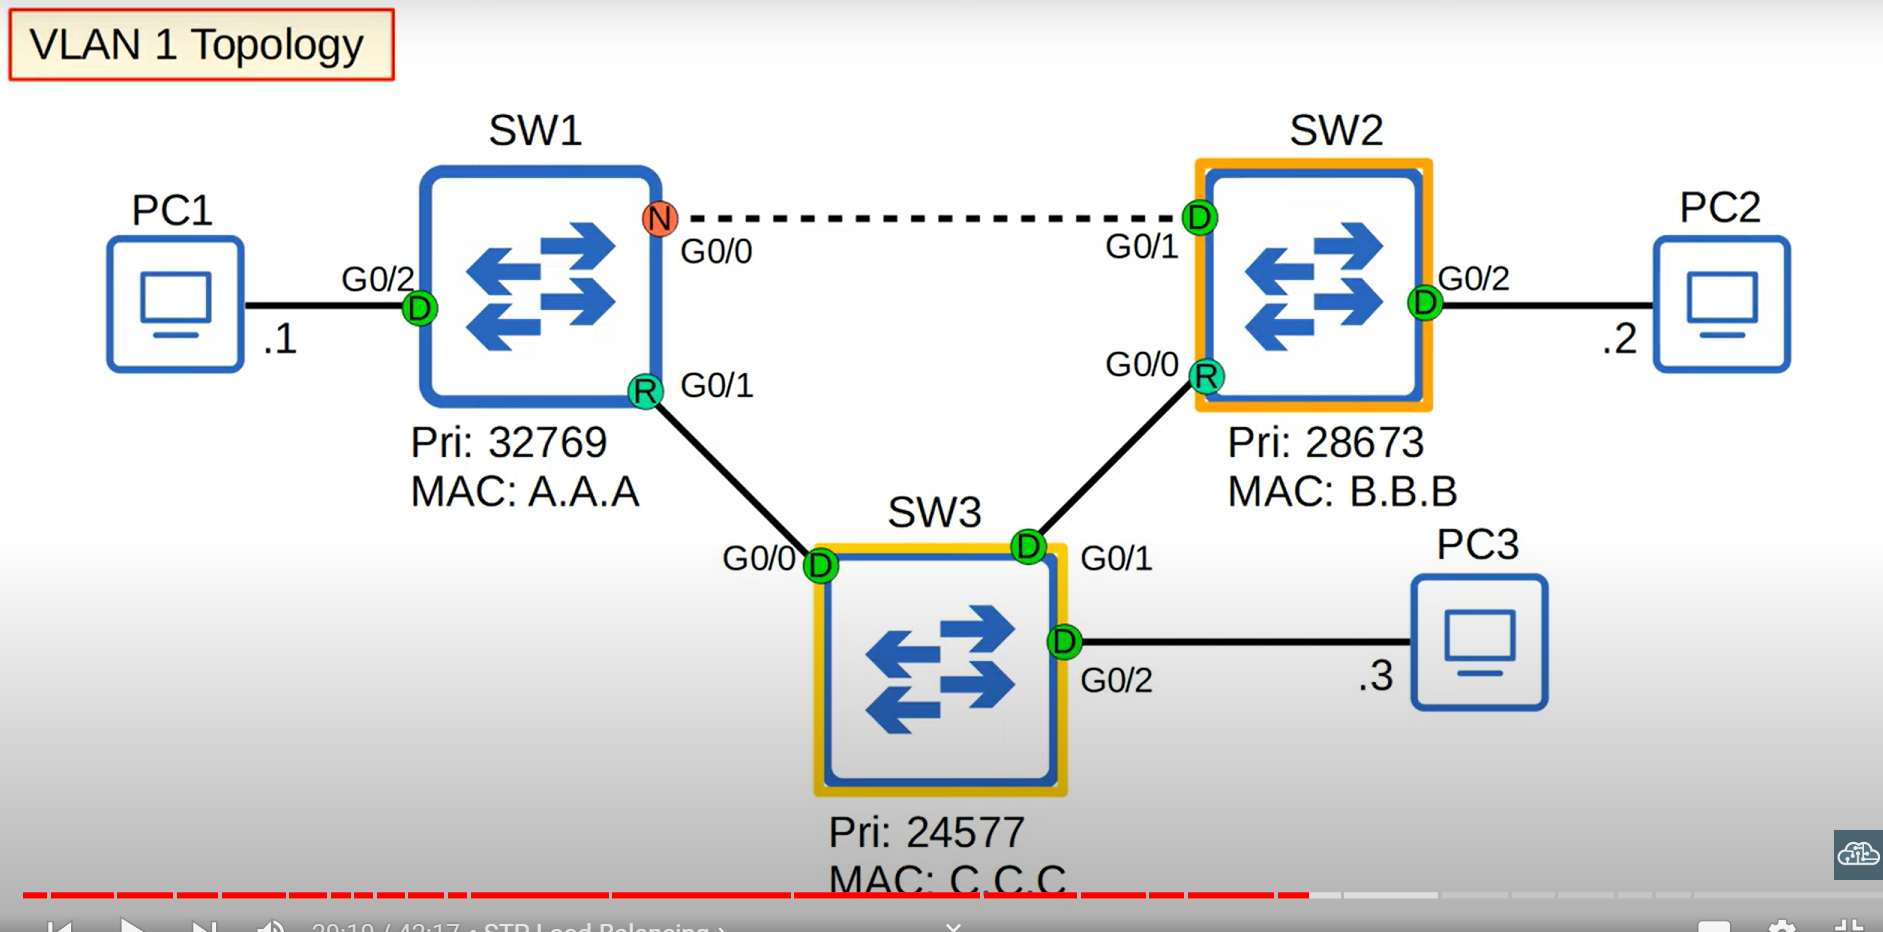 VLAN 1 Topology
SW1
SW2
PC1
PC2
N
D
G0/0
G0/1
G0/2
D
G0/2
D
.1
.2
G0/0
R
R
G0/1
Pri: 32769
MAC: A.A.A
Pri: 28673
MAC: B.B.B
SW3
PC3
G0/0
D
D
G0/1
D
G0/2
.3
Pri: 24577
MAC: C.C.C
29:19 / 42:17 • STP Load Balancing